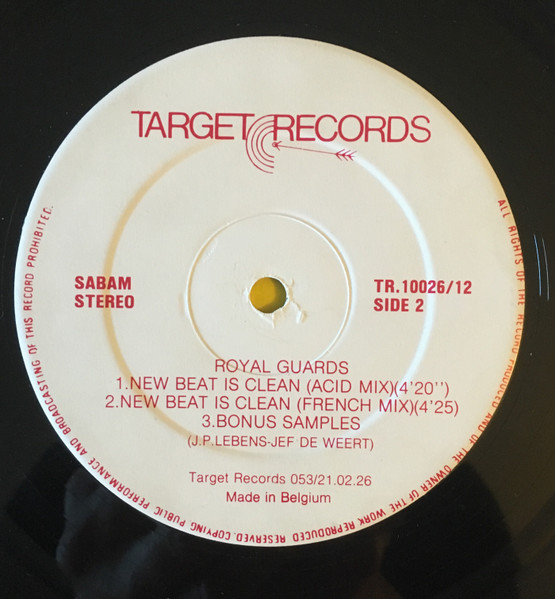 TARGET RECORDS
SABAM
STEREO
TR.10026/12
SIDE 2
ROYAL GUARDS
1.NEW BEAT IS CLEAN (ACID MIX)(4'20'')
2.NEW BEAT IS CLEAN (FRENCH MIX)(4'25)
3.BONUS SAMPLES
(J.P.LEBENS-JEF DE WEERT)
Target Records 053/21.02.26
Made in Belgium
ALL RIGHTS OF THE RECORD PRODUCED AND OF THE OWNER OF THE WORK REPRODUCED RESERVED.COPYING PUBLIC PERFORMANCE AND BROADCASTING OF THIS RECORD PROHIBITED.